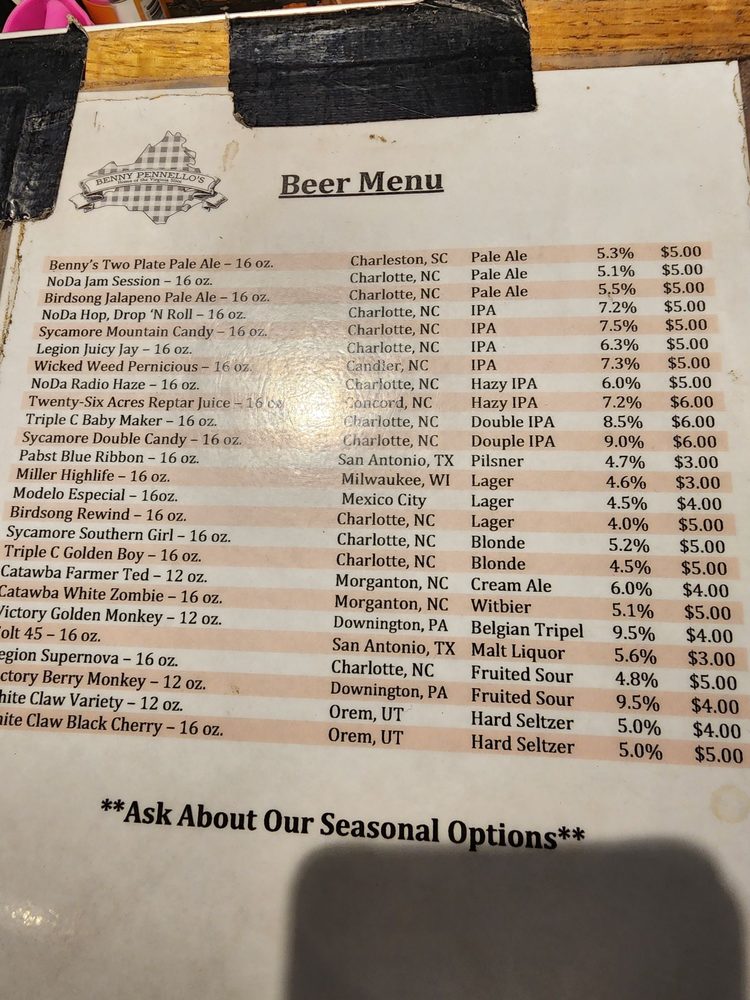 BENNY PENNELLO'S
Beer Menu
Benny's Two Plate Pale Ale – 16 oz. Charleston, SC Pale Ale 5.3% $5.00
NoDa Jam Session – 16 oz. Charlotte, NC Pale Ale 5.1% $5.00
Birdsong Jalapeno Pale Ale – 16 oz. Charlotte, NC Pale Ale 5.5% $5.00
NoDa Hop, Drop 'N Roll – 16 oz. Charlotte, NC IPA 7.2% $5.00
Sycamore Mountain Candy – 16 oz. Charlotte, NC IPA 7.5% $5.00
Legion Juicy Jay – 16 oz. Charlotte, NC IPA 6.3% $5.00
Wicked Weed Pernicious – 16 oz. Candler, NC IPA 7.3% $5.00
NoDa Radio Haze – 16 oz. Charlotte, NC Hazy IPA 6.0% $5.00
Twenty-Six Acres Reptar Juice – 16 oz Concord, NC Hazy IPA 7.2% $6.00
Triple C Baby Maker – 16 oz. Charlotte, NC Double IPA 8.5% $6.00
Sycamore Double Candy – 16 oz. Charlotte, NC Douple IPA 9.0% $6.00
Pabst Blue Ribbon – 16 oz. San Antonio, TX Pilsner 4.7% $3.00
Miller Highlife – 16 oz. Milwaukee, WI Lager 4.6% $3.00
Modelo Especial – 16oz. Mexico City Lager 4.5% $4.00
Birdsong Rewind – 16 oz. Charlotte, NC Lager 4.0% $5.00
Sycamore Southern Girl – 16 oz. Charlotte, NC Blonde 5.2% $5.00
Triple C Golden Boy – 16 oz. Charlotte, NC Blonde 4.5% $5.00
Catawba Farmer Ted – 12 oz. Morganton, NC Cream Ale 6.0% $4.00
Catawba White Zombie – 16 oz. Morganton, NC Witbier 5.1% $5.00
Victory Golden Monkey – 12 oz. Downington, PA Belgian Tripel 9.5% $4.00
olt 45 – 16 oz. San Antonio, TX Malt Liquor 5.6% $3.00
egion Supernova – 16 oz. Charlotte, NC Fruited Sour 4.8% $5.00
ctory Berry Monkey – 12 oz. Downington, PA Fruited Sour 9.5% $4.00
hite Claw Variety – 12 oz. Orem, UT Hard Seltzer 5.0% $4.00
hite Claw Black Cherry – 16 oz. Orem, UT Hard Seltzer 5.0% $5.00
**Ask About Our Seasonal Options**